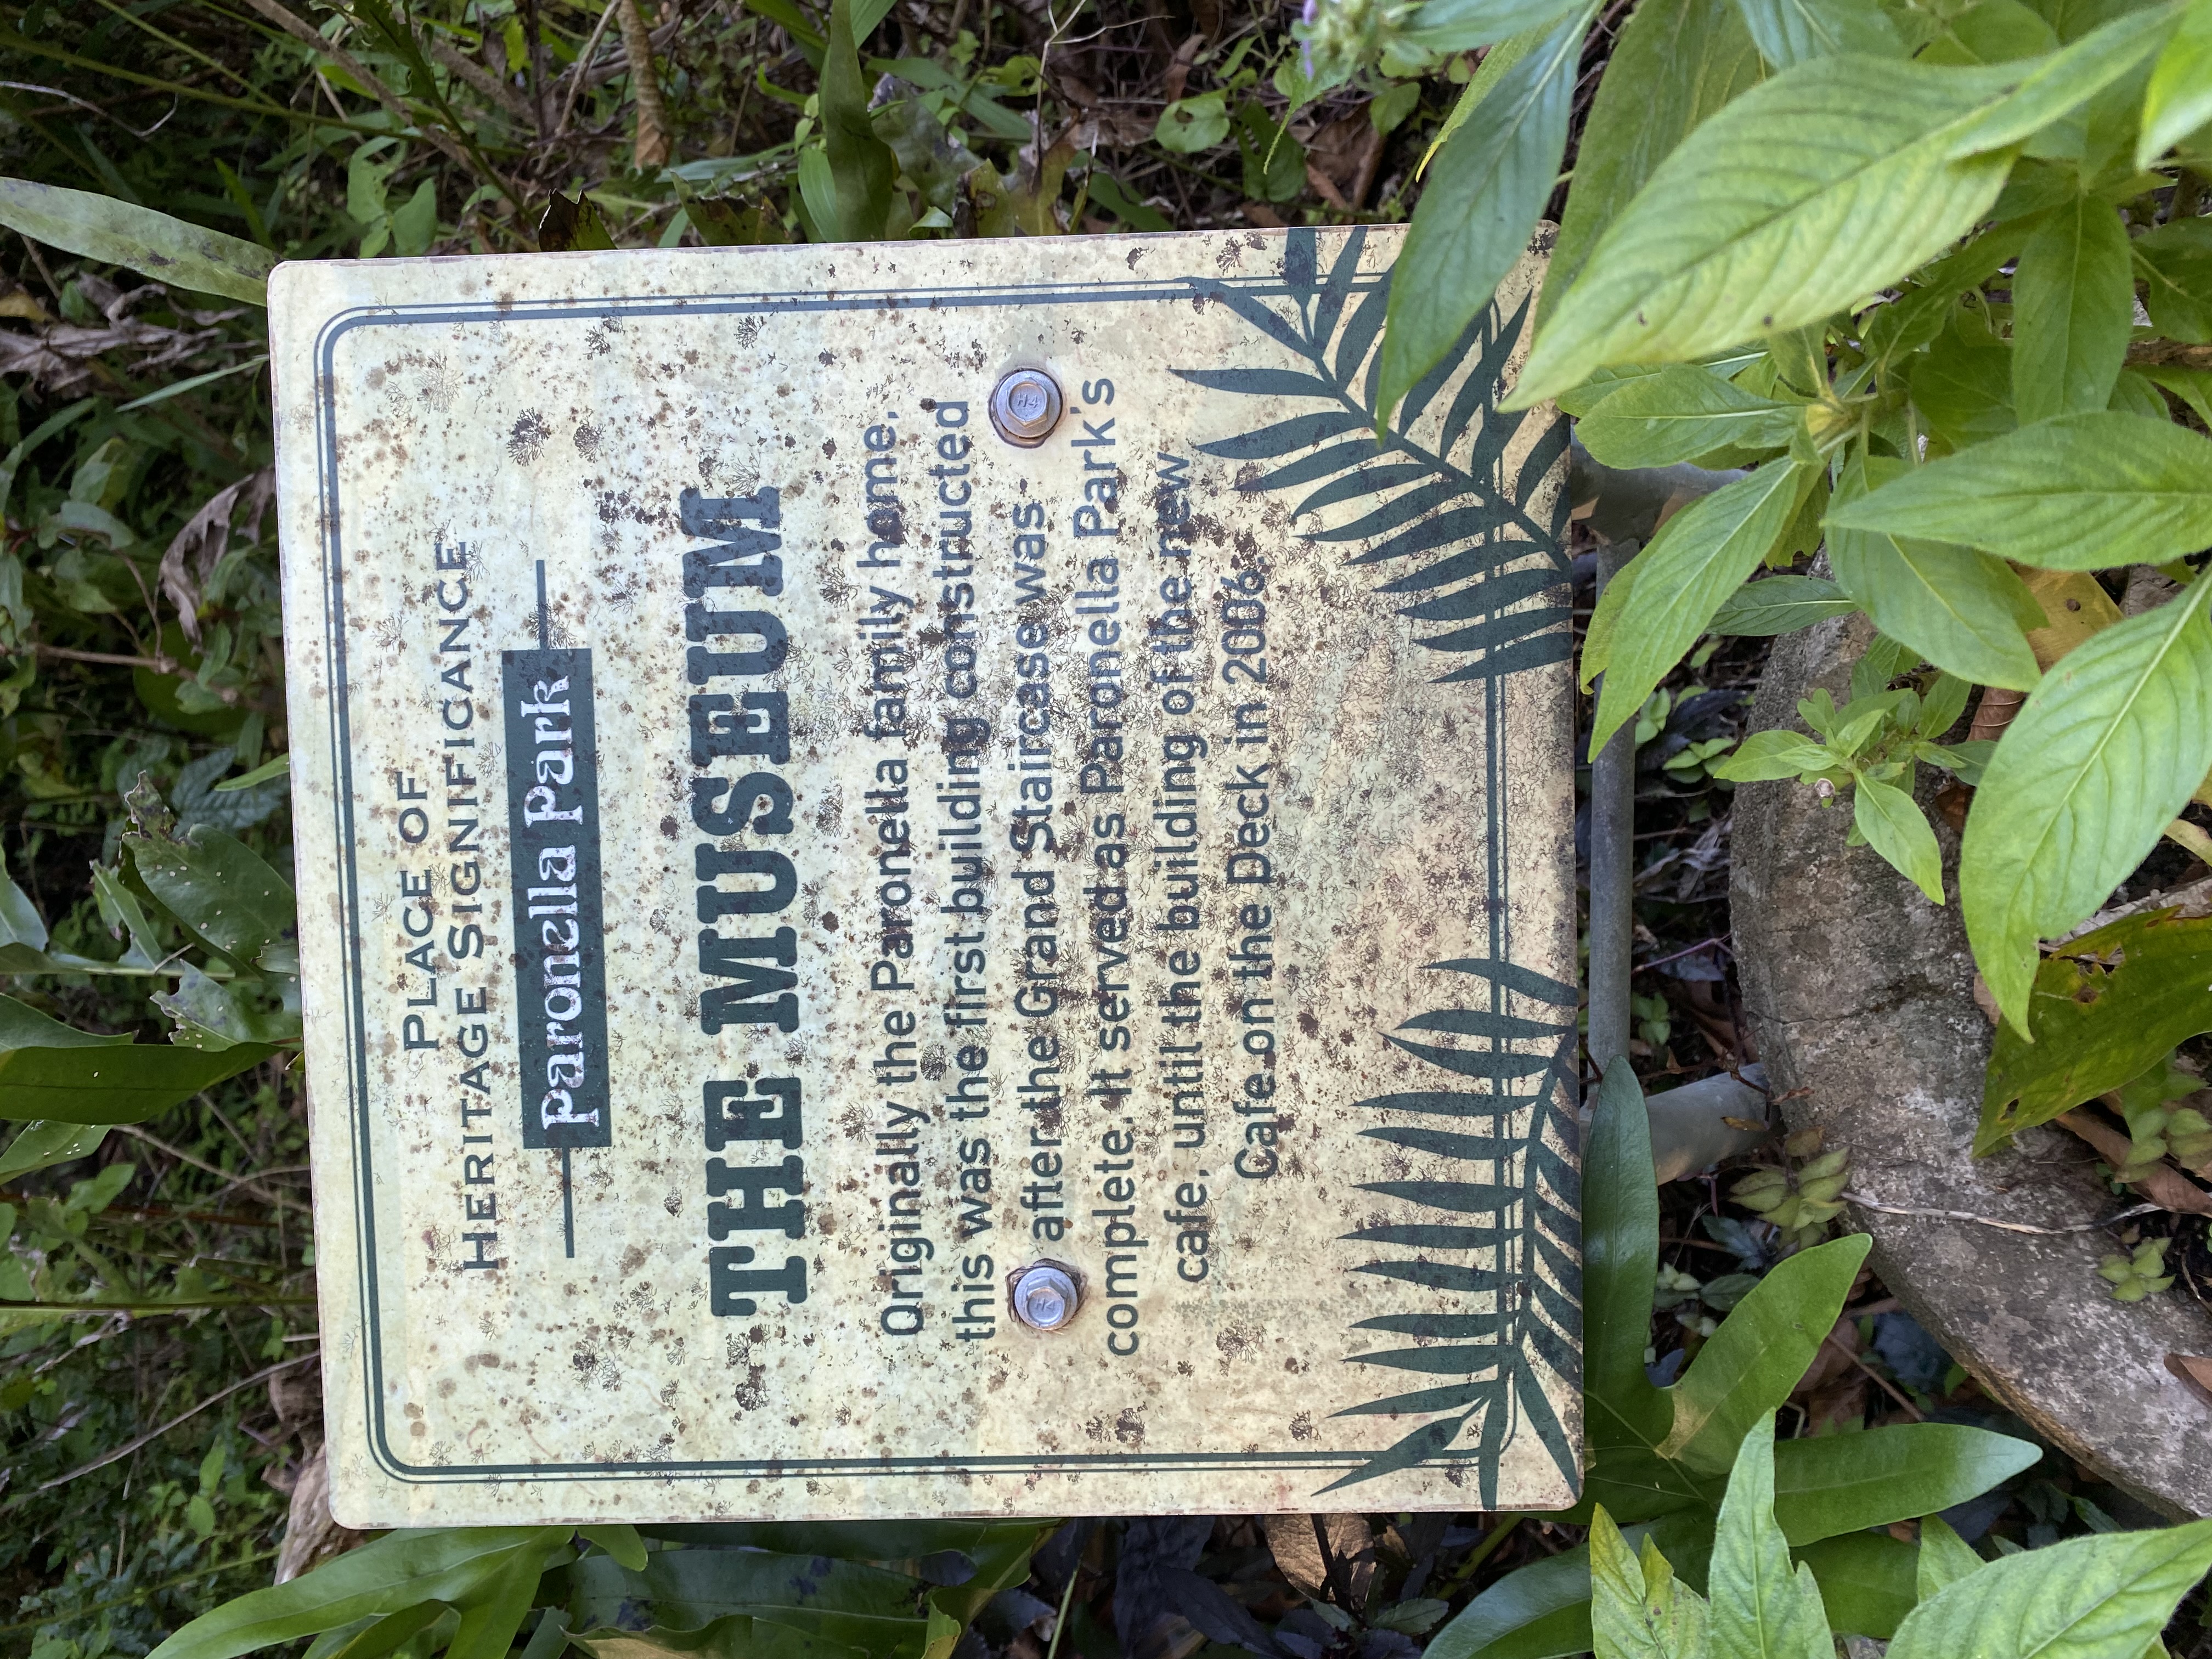 PLACE OF
HERITAGE SIGNIFICANCE
Paronella Park
THE MUSEUM
Originally the Paronella family home,
this was the first building constructed
after the Grand Staircase was
complete. It served as Paronella Park's
cafe, until the building of the new
Cafe on the Deck in 2006.